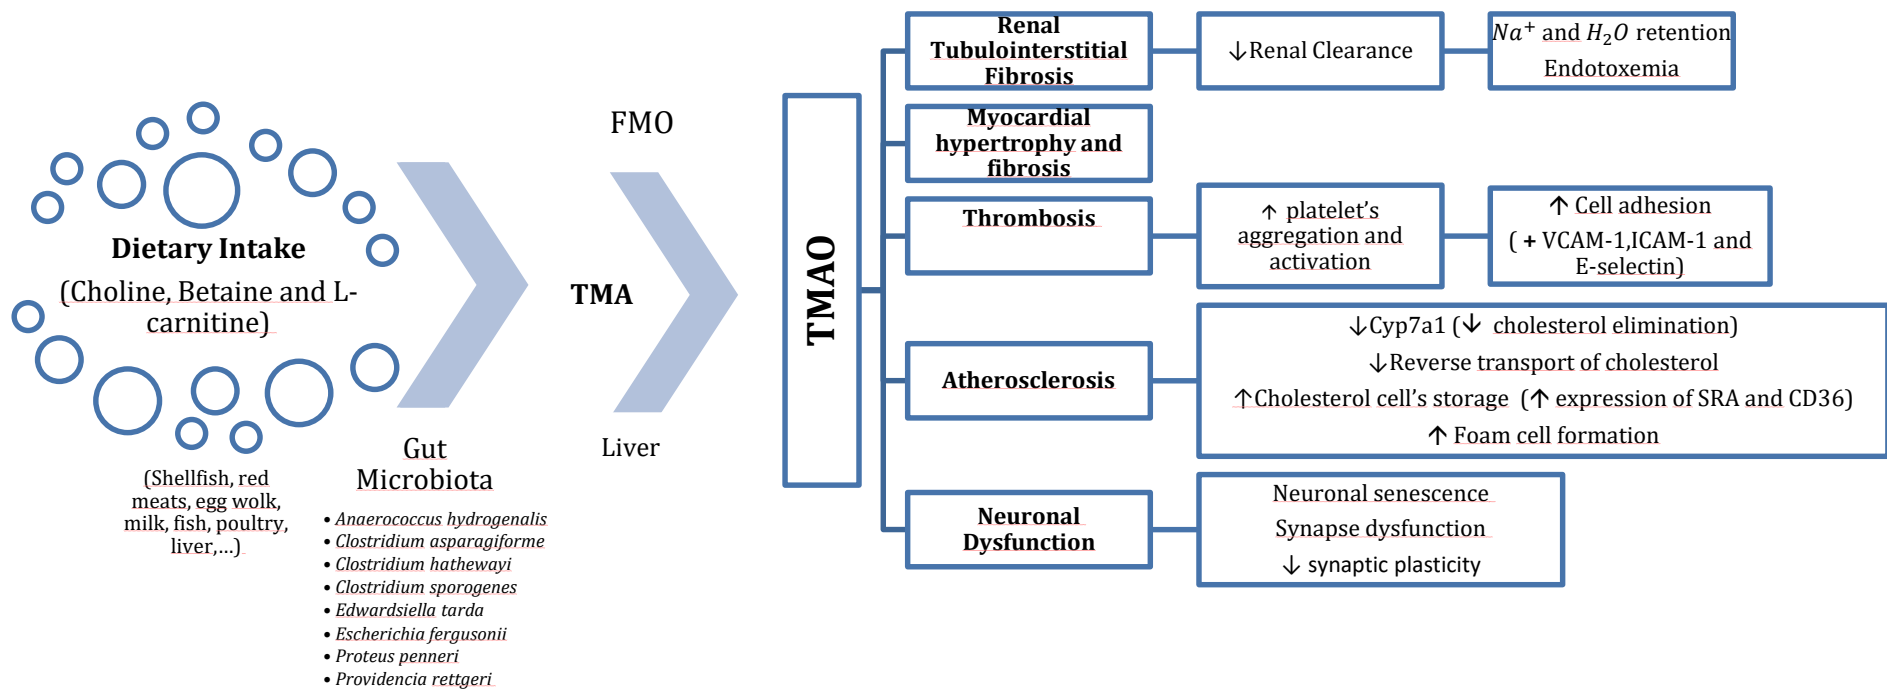 Dietary Intake
(Choline, Betaine and L-
carnitine)
(Shellfish, red
meats, egg wolk,
milk, fish, poultry,
liver,...)
Gut
Microbiota
• Anaerococcus hydrogenalis
• Clostridium asparagiforme
• Clostridium hathewayi
• Clostridium sporogenes
• Edwardsiella tarda
• Escherichia fergusonii
• Proteus penneri
• Providencia rettgeri
FMO
TMA
Liver
TMAO
Renal
Tubulointerstitial
Fibrosis
↓Renal Clearance
Na⁺ and H₂O retention
Endotoxemia
Myocardial
hypertrophy and
fibrosis
Thrombosis
↑ platelet’s
aggregation and
activation
↑ Cell adhesion
( + VCAM-1,ICAM-1 and
E-selectin)
Atherosclerosis
↓Cyp7a1 (↓ cholesterol elimination)
↓Reverse transport of cholesterol
↑Cholesterol cell’s storage (↑ expression of SRA and CD36)
↑ Foam cell formation
Neuronal
Dysfunction
Neuronal senescence
Synapse dysfunction
↓ synaptic plasticity